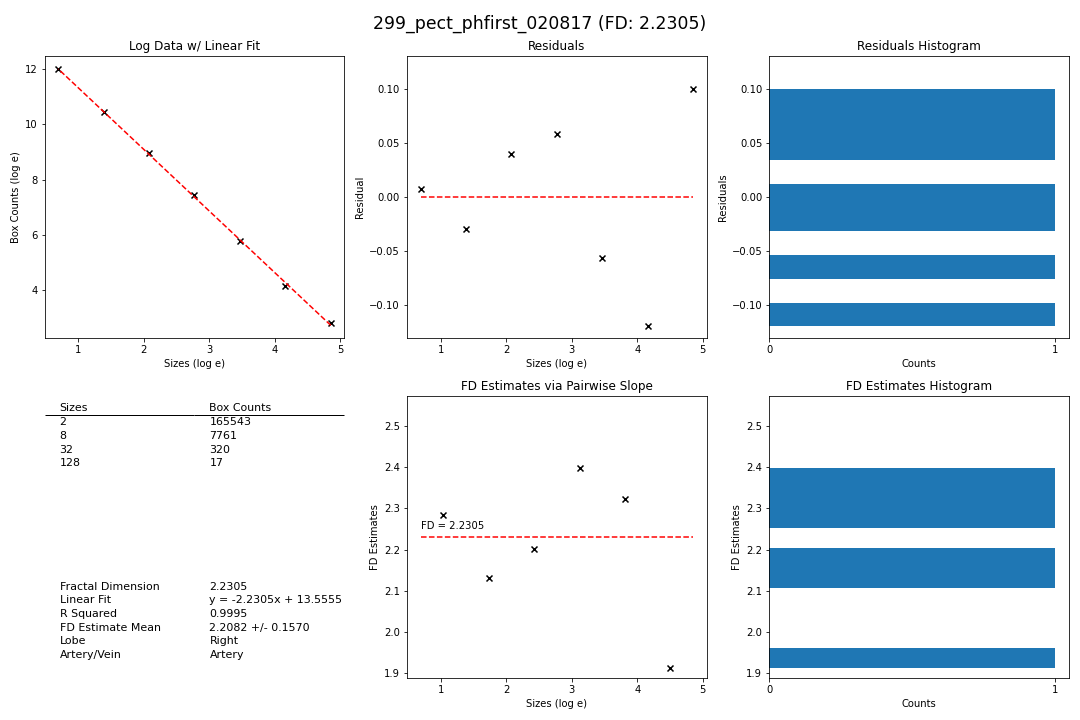 299_pect_phfirst_020817 (FD: 2.2305)
Log Data w/ Linear Fit
12
10
8
6
4
Box Counts (log e)
1 2 3 4 5
Sizes (log e)
Residuals
0.10
0.05
0.00
−0.05
−0.10
Residual
1 2 3 4 5
Sizes (log e)
Residuals Histogram
0.10
0.05
0.00
−0.05
−0.10
Residuals
0 1
Counts
Sizes Box Counts
2 165543
8 7761
32 320
128 17
Fractal Dimension 2.2305
Linear Fit y = -2.2305x + 13.5555
R Squared 0.9995
FD Estimate Mean 2.2082 +/- 0.1570
Lobe Right
Artery/Vein Artery
FD Estimates via Pairwise Slope
2.5
2.4
2.3
2.2
2.1
2.0
1.9
FD Estimates
FD = 2.2305
1 2 3 4 5
Sizes (log e)
FD Estimates Histogram
2.5
2.4
2.3
2.2
2.1
2.0
1.9
FD Estimates
0 1
Counts